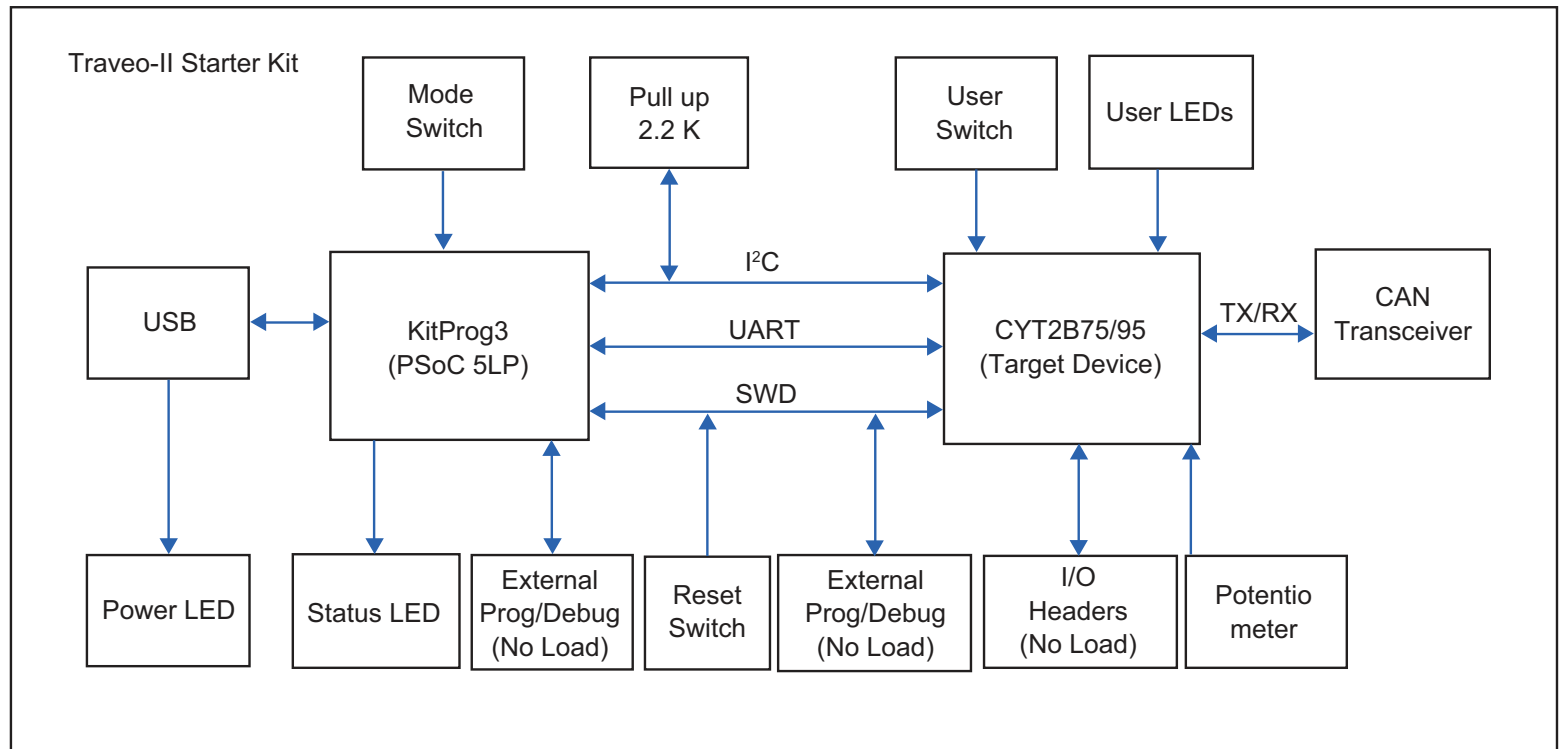 Traveo-II Starter Kit
Mode
Switch
Pull up
2.2 K
User
Switch
User LEDs
USB
KitProg3
(PSoC 5LP)
I²C
UART
SWD
CYT2B75/95
(Target Device)
TX/RX
CAN
Transceiver
Power LED
Status LED
External
Prog/Debug
(No Load)
Reset
Switch
External
Prog/Debug
(No Load)
I/O
Headers
(No Load)
Potentio
meter